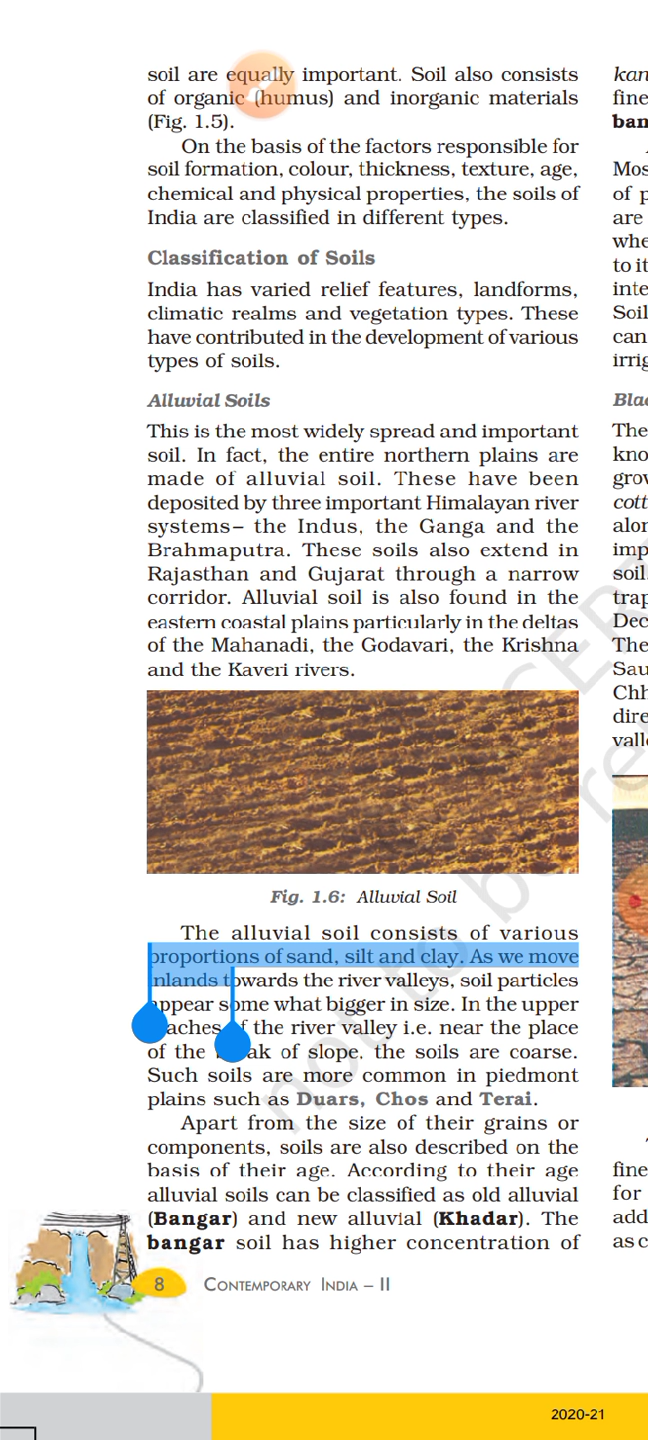 soil are equally important. Soil also consists
of organic (humus) and inorganic materials
(Fig. 1.5).
On the basis of the factors responsible for
soil formation, colour, thickness, texture, age,
chemical and physical properties, the soils of
India are classified in different types.
Classification of Soils
India has varied relief features, landforms,
climatic realms and vegetation types. These
have contributed in the development of various
types of soils.
Alluvial Soils
This is the most widely spread and important
soil. In fact, the entire northern plains are
made of alluvial soil. These have been
deposited by three important Himalayan river
systems– the Indus, the Ganga and the
Brahmaputra. These soils also extend in
Rajasthan and Gujarat through a narrow
corridor. Alluvial soil is also found in the
eastern coastal plains particularly in the deltas
of the Mahanadi, the Godavari, the Krishna
and the Kaveri rivers.
Fig. 1.6: Alluvial Soil
The alluvial soil consists of various
proportions of sand, silt and clay. As we move
inlands towards the river valleys, soil particles
appear some what bigger in size. In the upper
of the river valley i.e. near the place
of the of slope. the soils are coarse.
Such soils are more common in piedmont
plains such as Duars, Chos and Terai.
Apart from the size of their grains or
components, soils are also described on the
basis of their age. According to their age
alluvial soils can be classified as old alluvial
(Bangar) and new alluvial (Khadar). The
bangar soil has higher concentration of
8 CONTEMPORARY INDIA – II
2020-21